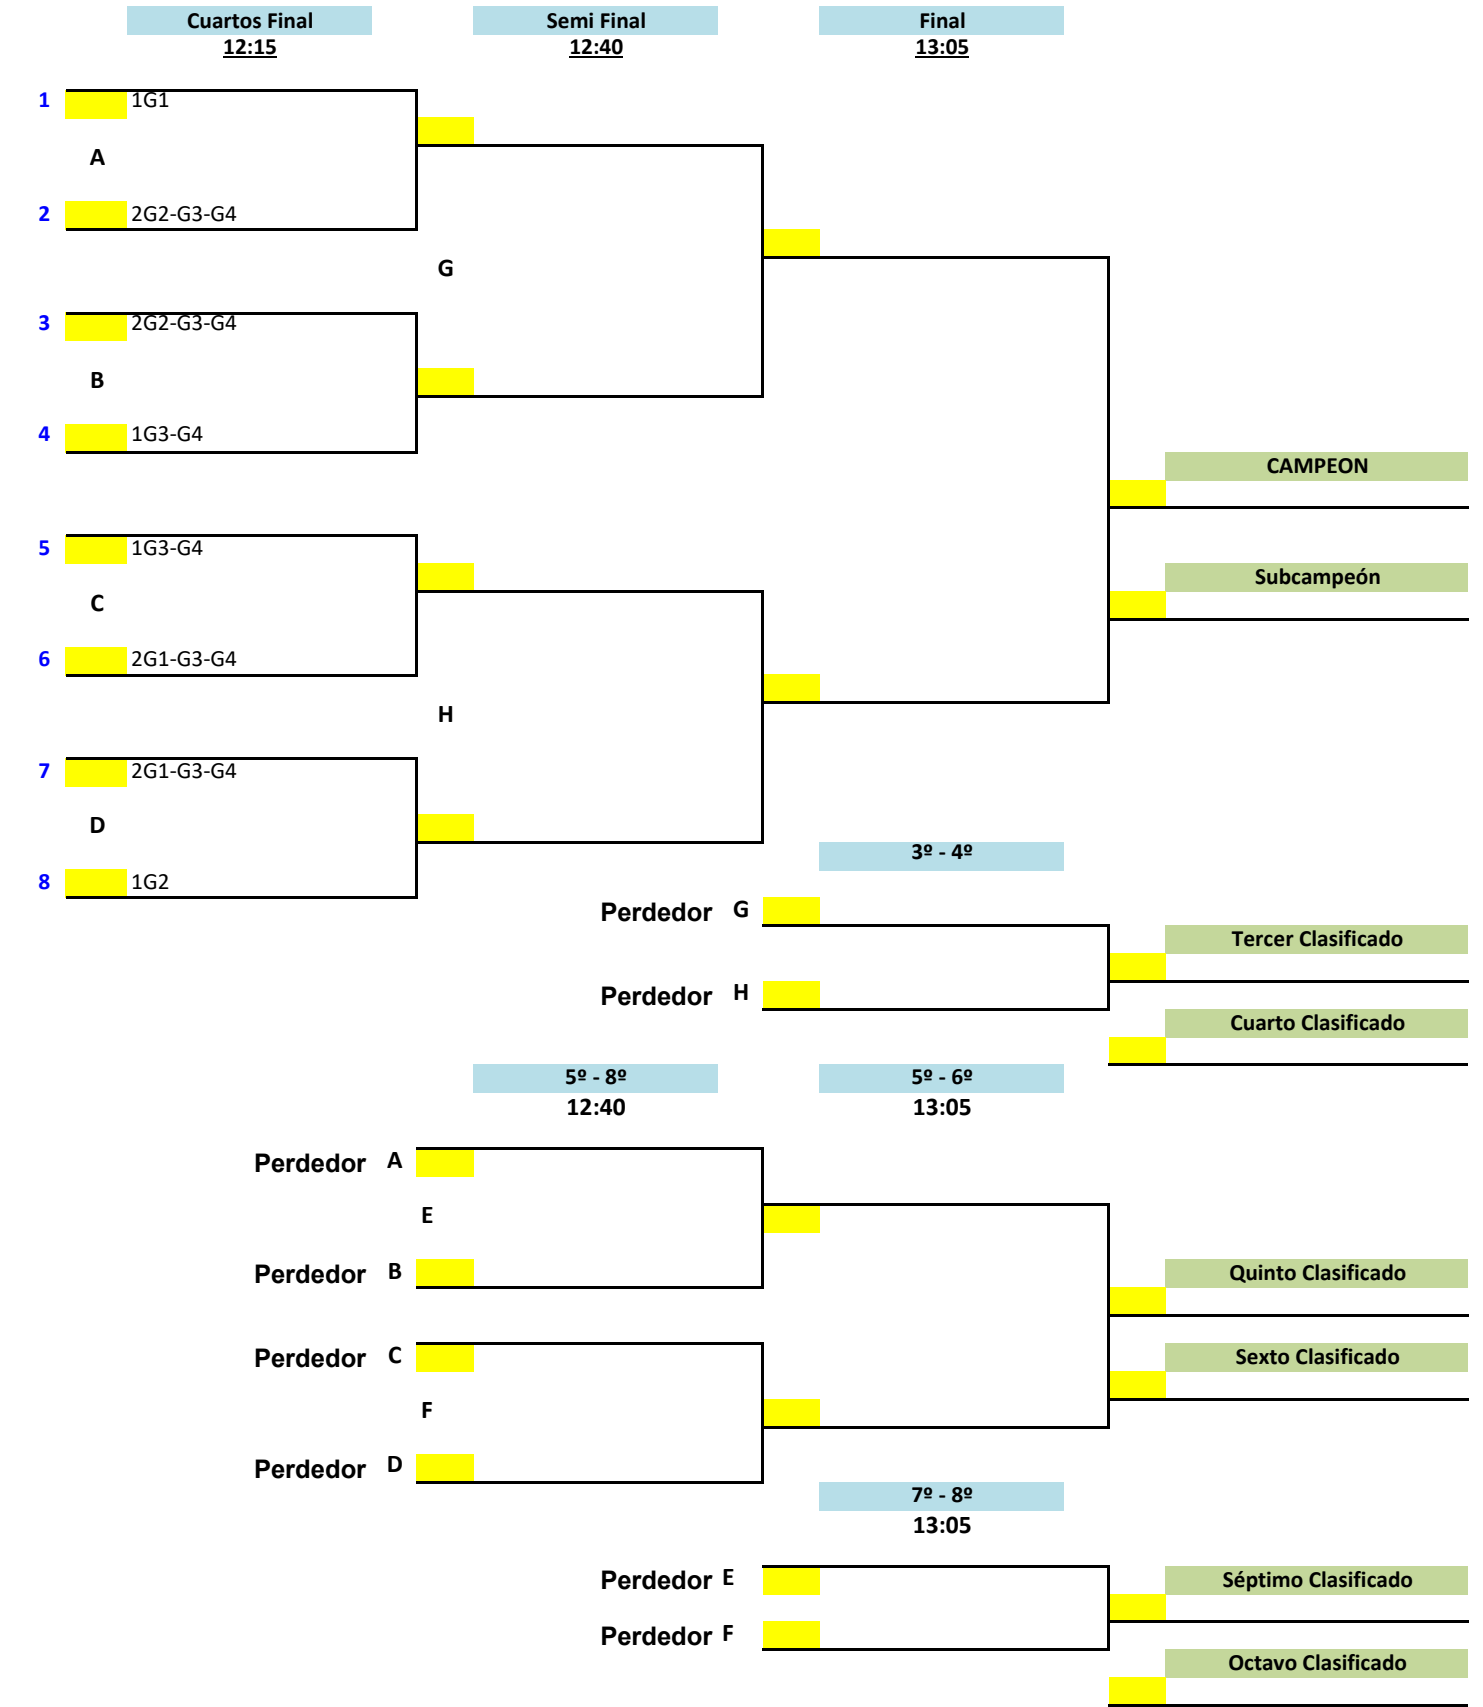 Cuartos Final Semi Final Final
12:15 12:40 13:05
1 1G1
A
2 2G2-G3-G4
G
3 2G2-G3-G4
B
4 1G3-G4
CAMPEON
5 1G3-G4
Subcampeón
C
6 2G1-G3-G4
H
7 2G1-G3-G4
D
3º - 4º
8 1G2
Perdedor G
Tercer Clasificado
Perdedor H
Cuarto Clasificado
5º - 8º 5º - 6º
12:40 13:05
Perdedor A
E
Perdedor B
Quinto Clasificado
Perdedor C
Sexto Clasificado
F
Perdedor D
7º - 8º
13:05
Perdedor E
Séptimo Clasificado
Perdedor F
Octavo Clasificado